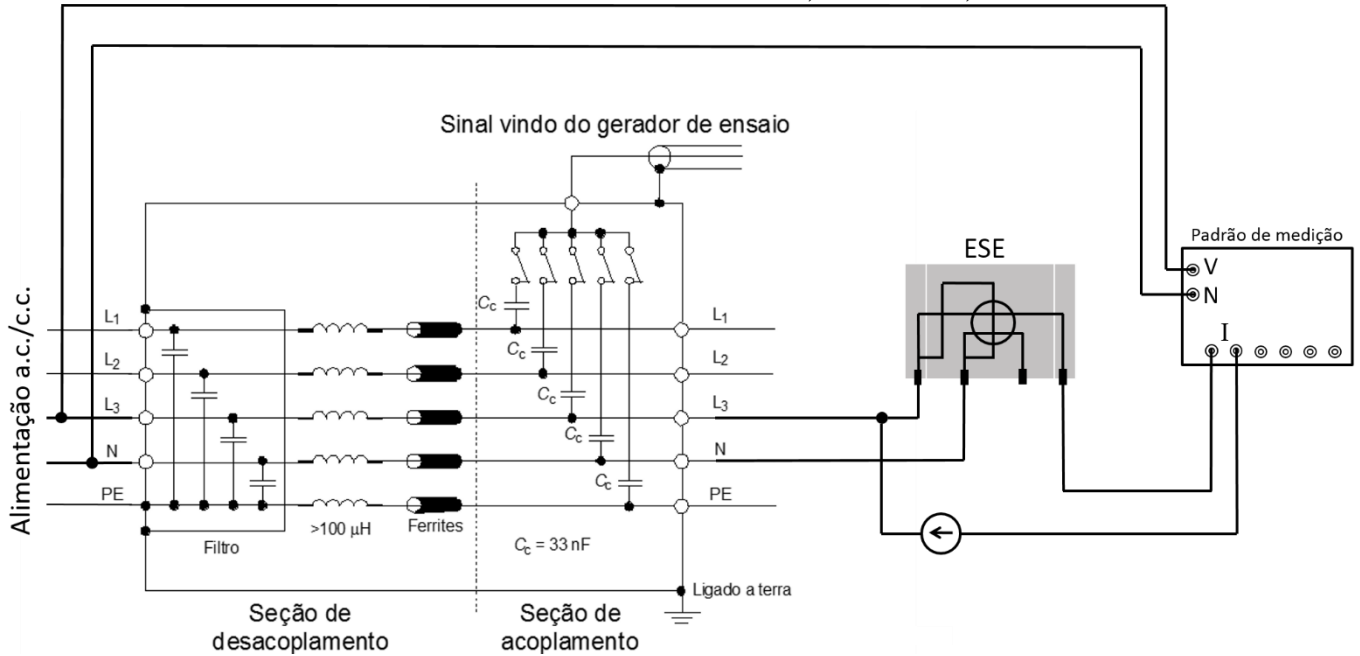 Sinal vindo do gerador de ensaio
Alimentação a.c./c.c.
L1
L2
L3
N
PE
Filtro
>100 μH
Ferrites
Cc
Cc
Cc
Cc
Cc
Cc = 33 nF
L1
L2
L3
N
PE
Ligado a terra
Seção de
desacoplamento
Seção de
acoplamento
ESE
Padrão de medição
V
N
I